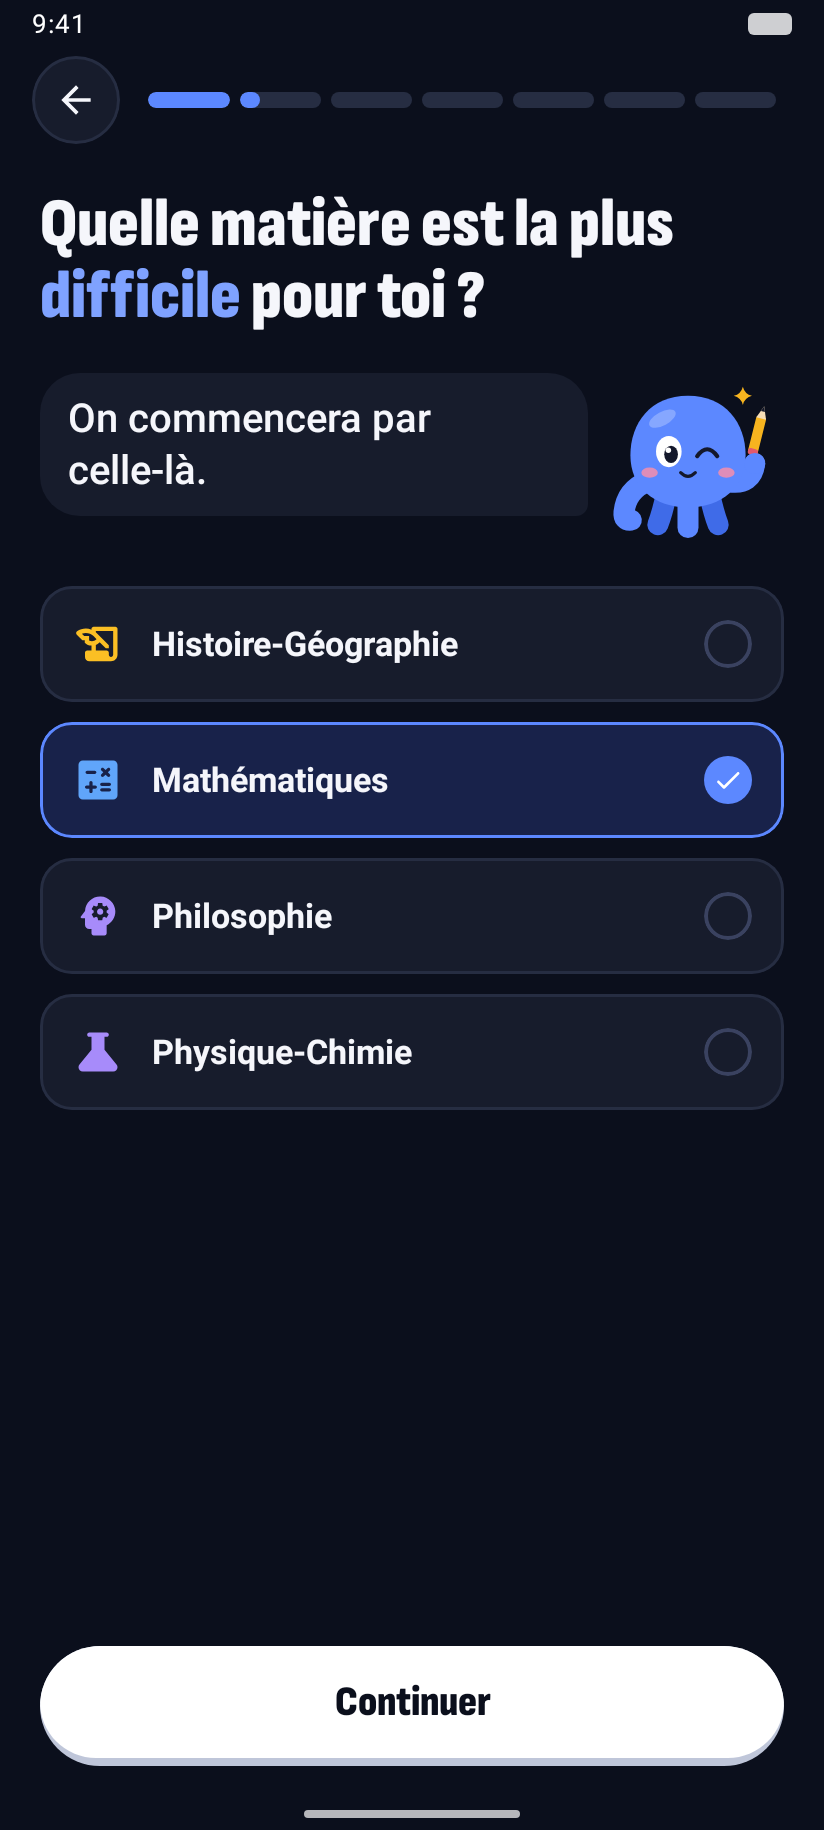 9:41
Quelle matière est la plus
difficile pour toi ?
On commencera par
celle-là.
Histoire-Géographie
Mathématiques
Philosophie
Physique-Chimie
Continuer